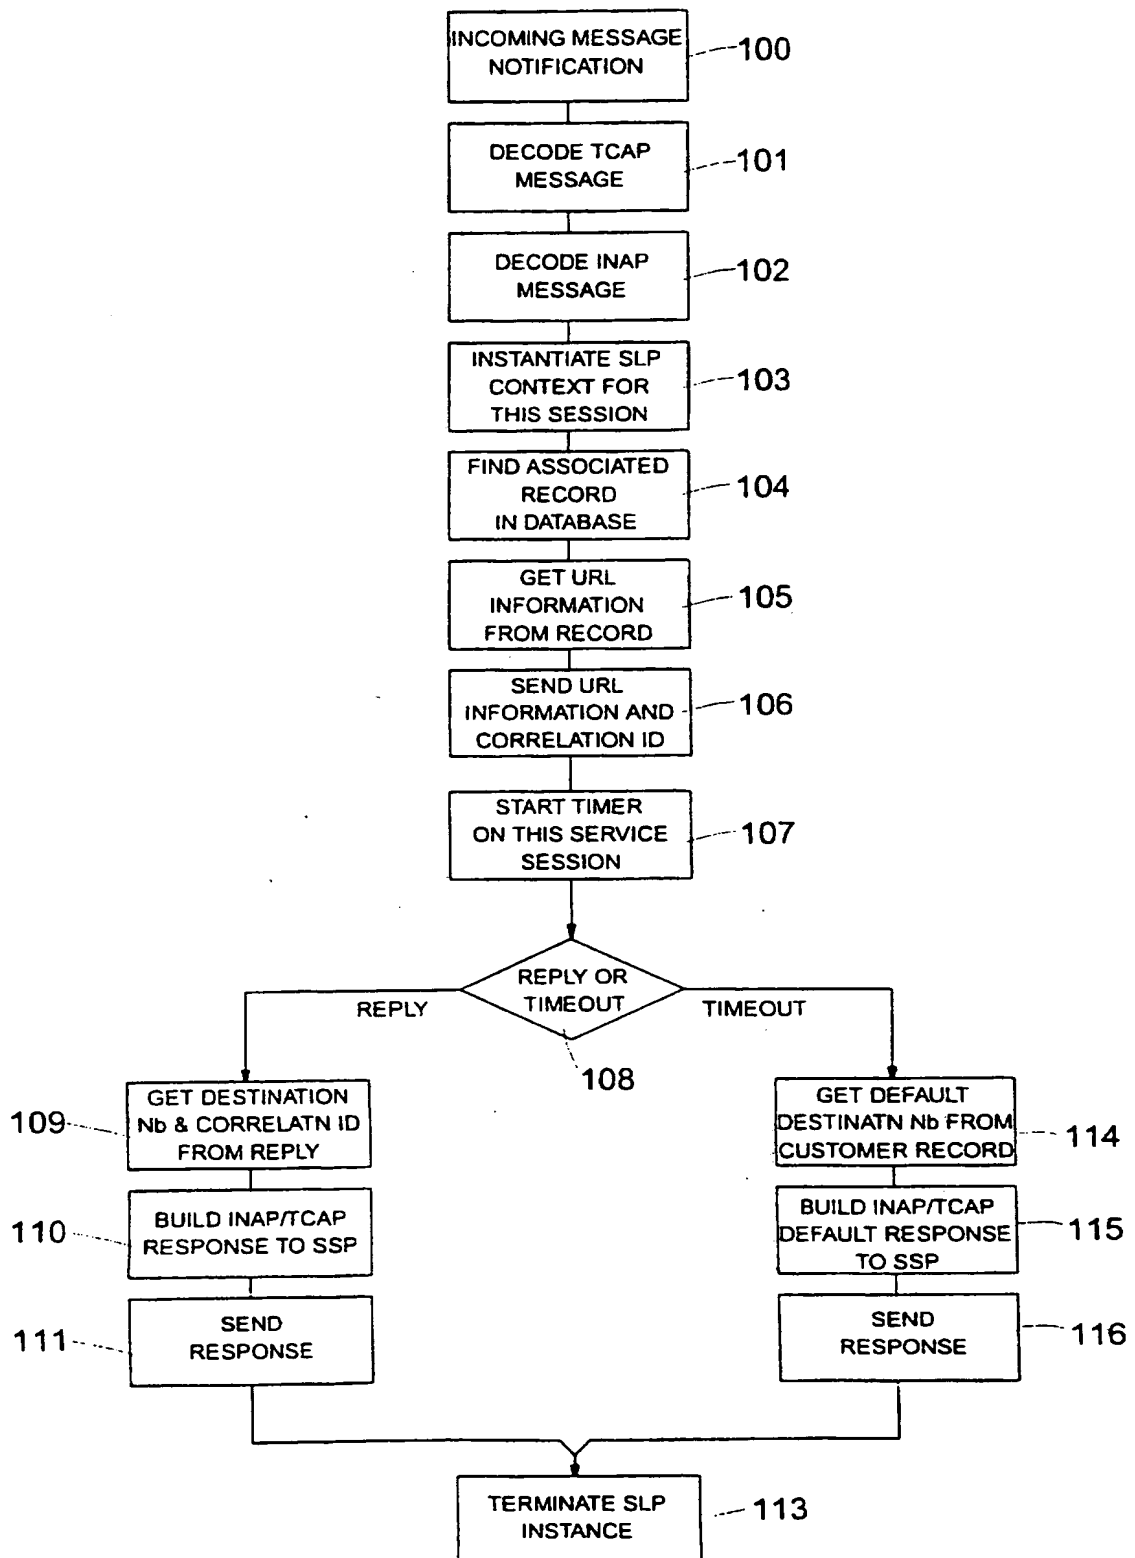 INCOMING MESSAGE
NOTIFICATION
100
DECODE TCAP
MESSAGE
101
DECODE INAP
MESSAGE
102
INSTANTIATE SLP
CONTEXT FOR
THIS SESSION
103
FIND ASSOCIATED
RECORD
IN DATABASE
104
GET URL
INFORMATION
FROM RECORD
105
SEND URL
INFORMATION AND
CORRELATION ID
106
START TIMER
ON THIS SERVICE
SESSION
107
REPLY OR
TIMEOUT
REPLY
TIMEOUT
108
GET DESTINATION
Nb & CORRELATN ID
FROM REPLY
109
BUILD INAP/TCAP
RESPONSE TO SSP
110
SEND
RESPONSE
111
GET DEFAULT
DESTINATN Nb FROM
CUSTOMER RECORD
114
BUILD INAP/TCAP
DEFAULT RESPONSE
TO SSP
115
SEND
RESPONSE
116
TERMINATE SLP
INSTANCE
113